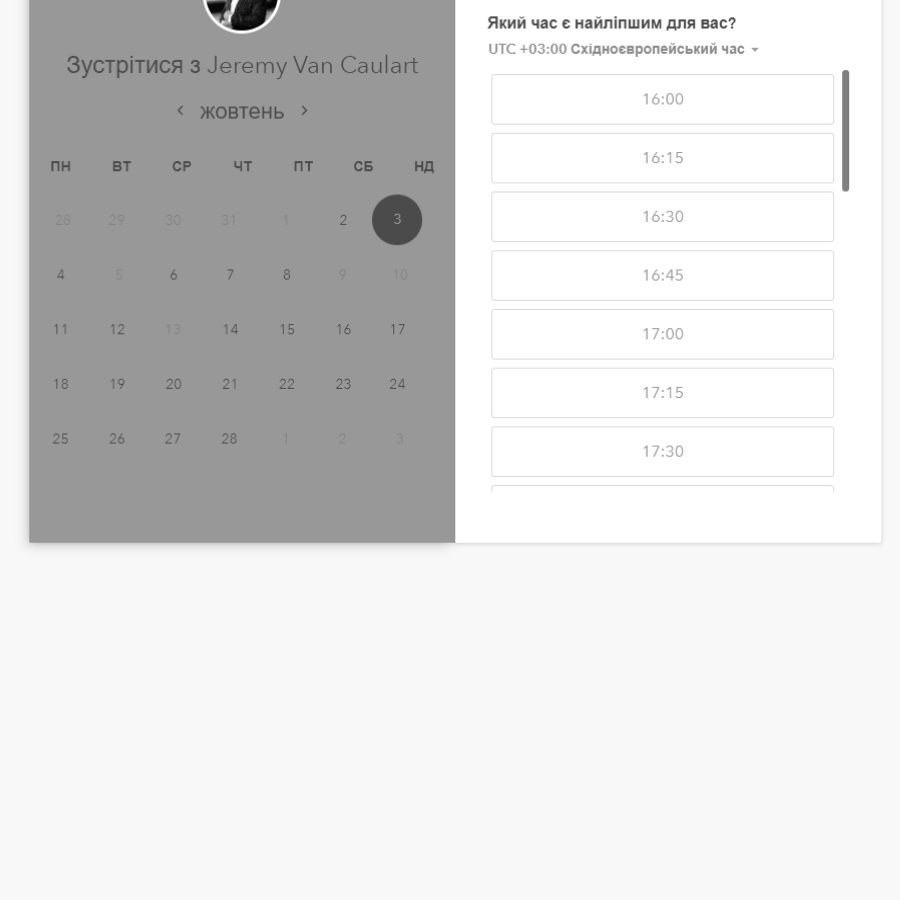 Зустрітися з Jeremy Van Caulart
жовтень
ПН ВТ СР ЧТ ПТ СБ НД
28 29 30 31 1 2 3
4 5 6 7 8 9 10
11 12 13 14 15 16 17
18 19 20 21 22 23 24
25 26 27 28 1 2 3
Який час є найліпшим для вас?
UTC +03:00 Східноєвропейський час
16:00
16:15
16:30
16:45
17:00
17:15
17:30